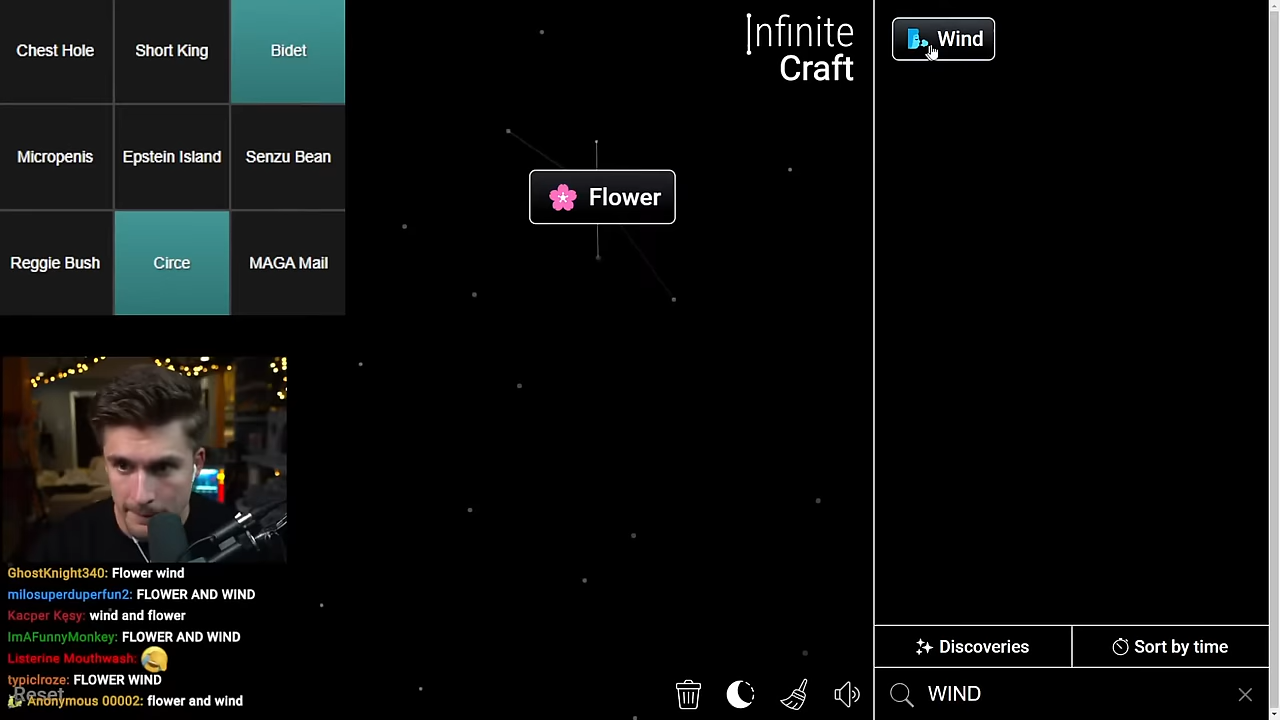 Chest Hole
Short King
Bidet
Micropenis
Epstein Island
Senzu Bean
Reggie Bush
Circe
MAGA Mail
Infinite
Craft
Flower
Wind
GhostKnight340: Flower wind
milosuperduperfun2: FLOWER AND WIND
Kacper Kęsy: wind and flower
ImAFunnyMonkey: FLOWER AND WIND
Listerine Mouthwash:
typiclroze: FLOWER WIND
Reset
Anonymous 00002: flower and wind
Discoveries
Sort by time
WIND